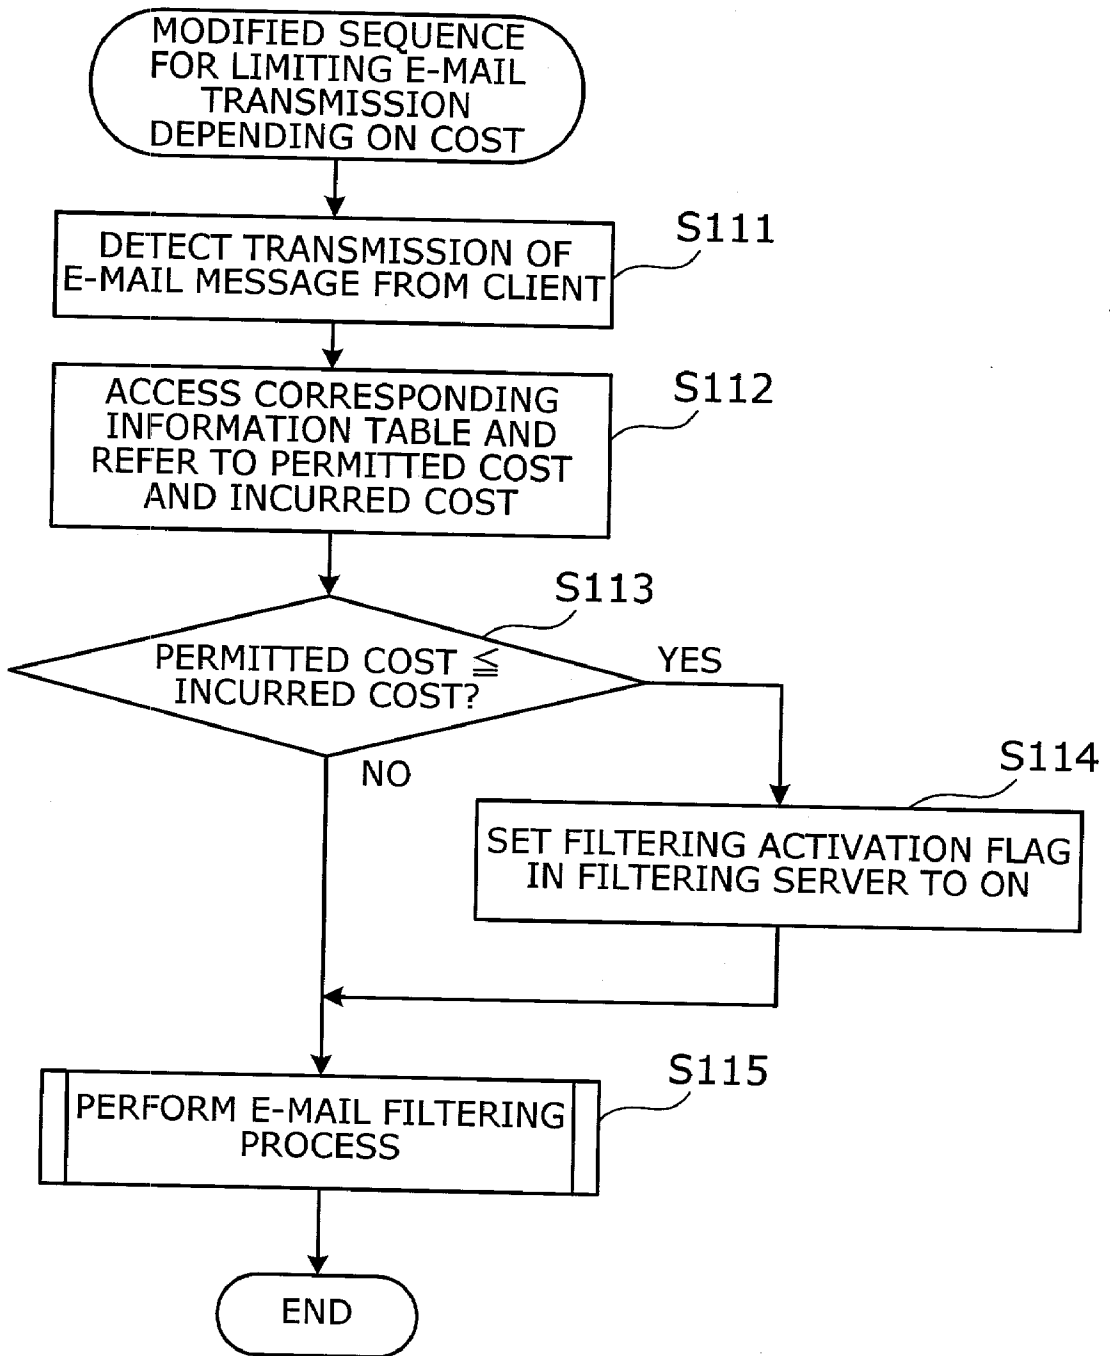 MODIFIED SEQUENCE
FOR LIMITING E-MAIL
TRANSMISSION
DEPENDING ON COST
S111
DETECT TRANSMISSION OF
E-MAIL MESSAGE FROM CLIENT
S112
ACCESS CORRESPONDING
INFORMATION TABLE AND
REFER TO PERMITTED COST
AND INCURRED COST
S113
PERMITTED COST ≦
INCURRED COST?
YES
NO
S114
SET FILTERING ACTIVATION FLAG
IN FILTERING SERVER TO ON
S115
PERFORM E-MAIL FILTERING
PROCESS
END